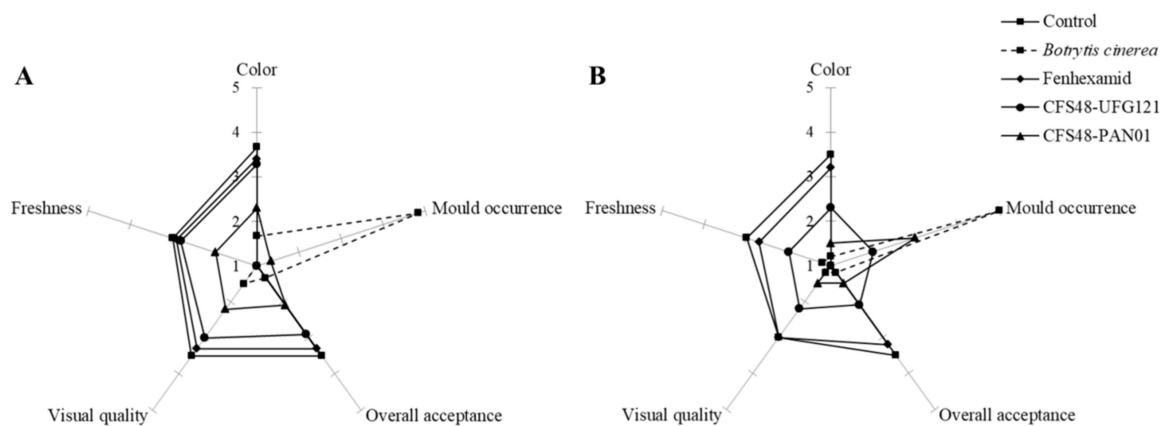 Control
Botrytis cinerea
Fenhexamid
CFS48-UFG121
CFS48-PAN01
A
Color
5
4
3
2
1
Freshness
Mould occurrence
Visual quality
Overall acceptance
B
Color
5
4
3
2
1
Freshness
Mould occurrence
Visual quality
Overall acceptance